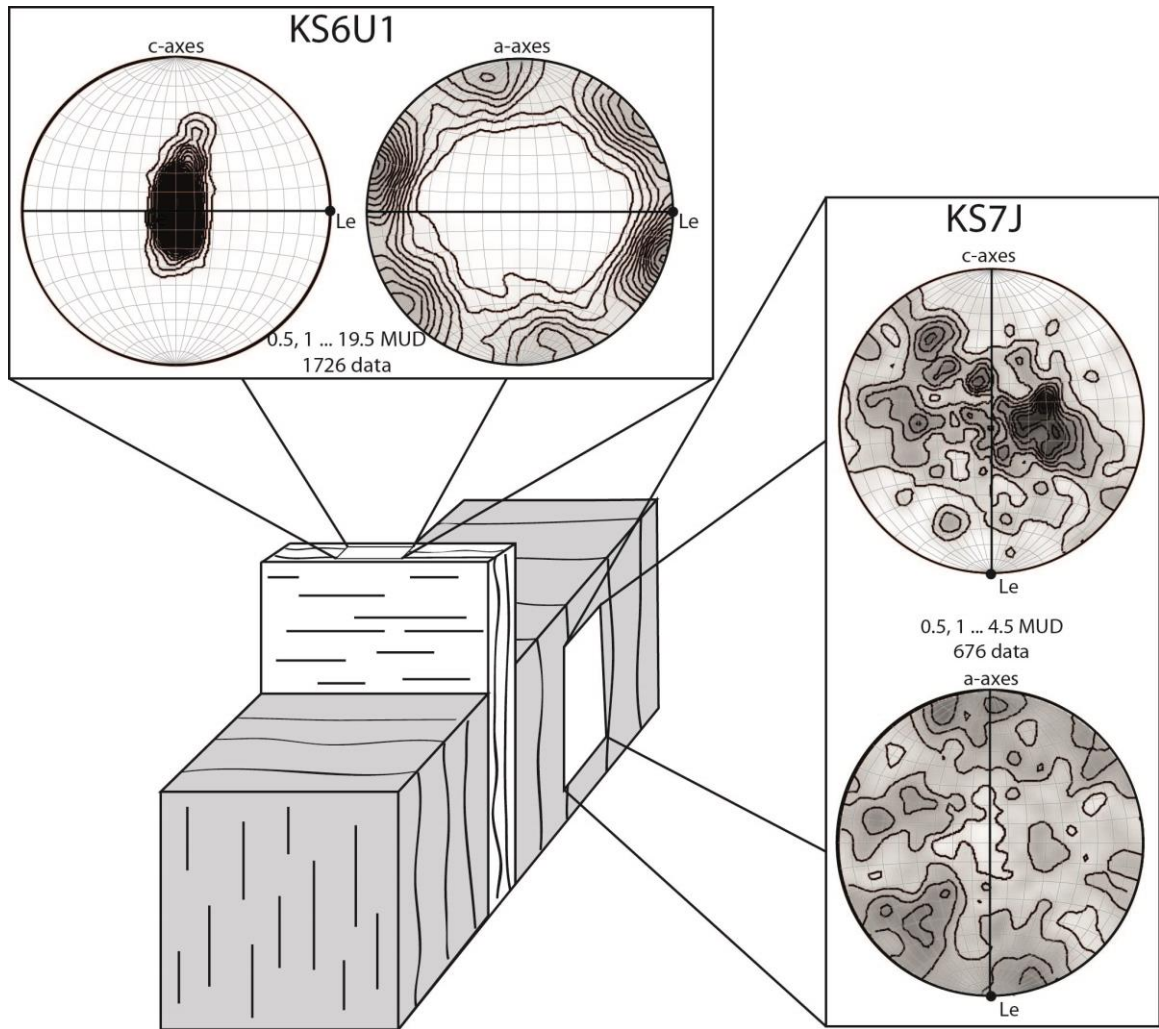 KS6U1
c-axes
a-axes
Le
Le
0.5, 1 ... 19.5 MUD
1726 data
KS7J
c-axes
Le
0.5, 1 ... 4.5 MUD
676 data
a-axes
Le